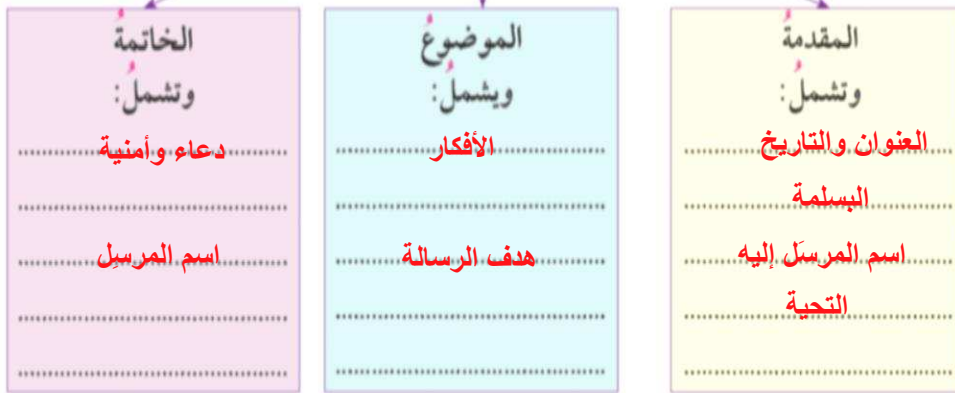 المقدمةُ
وتشملُ:
العنوان والتاريخ
البسلمة
اسم المرسَل إليه
التحية
الموضوعُ
ويشملُ:
الأفكار
هدف الرسالة
الخاتمةُ
وتشملُ:
دعاء وأمنية
اسم المرسِل